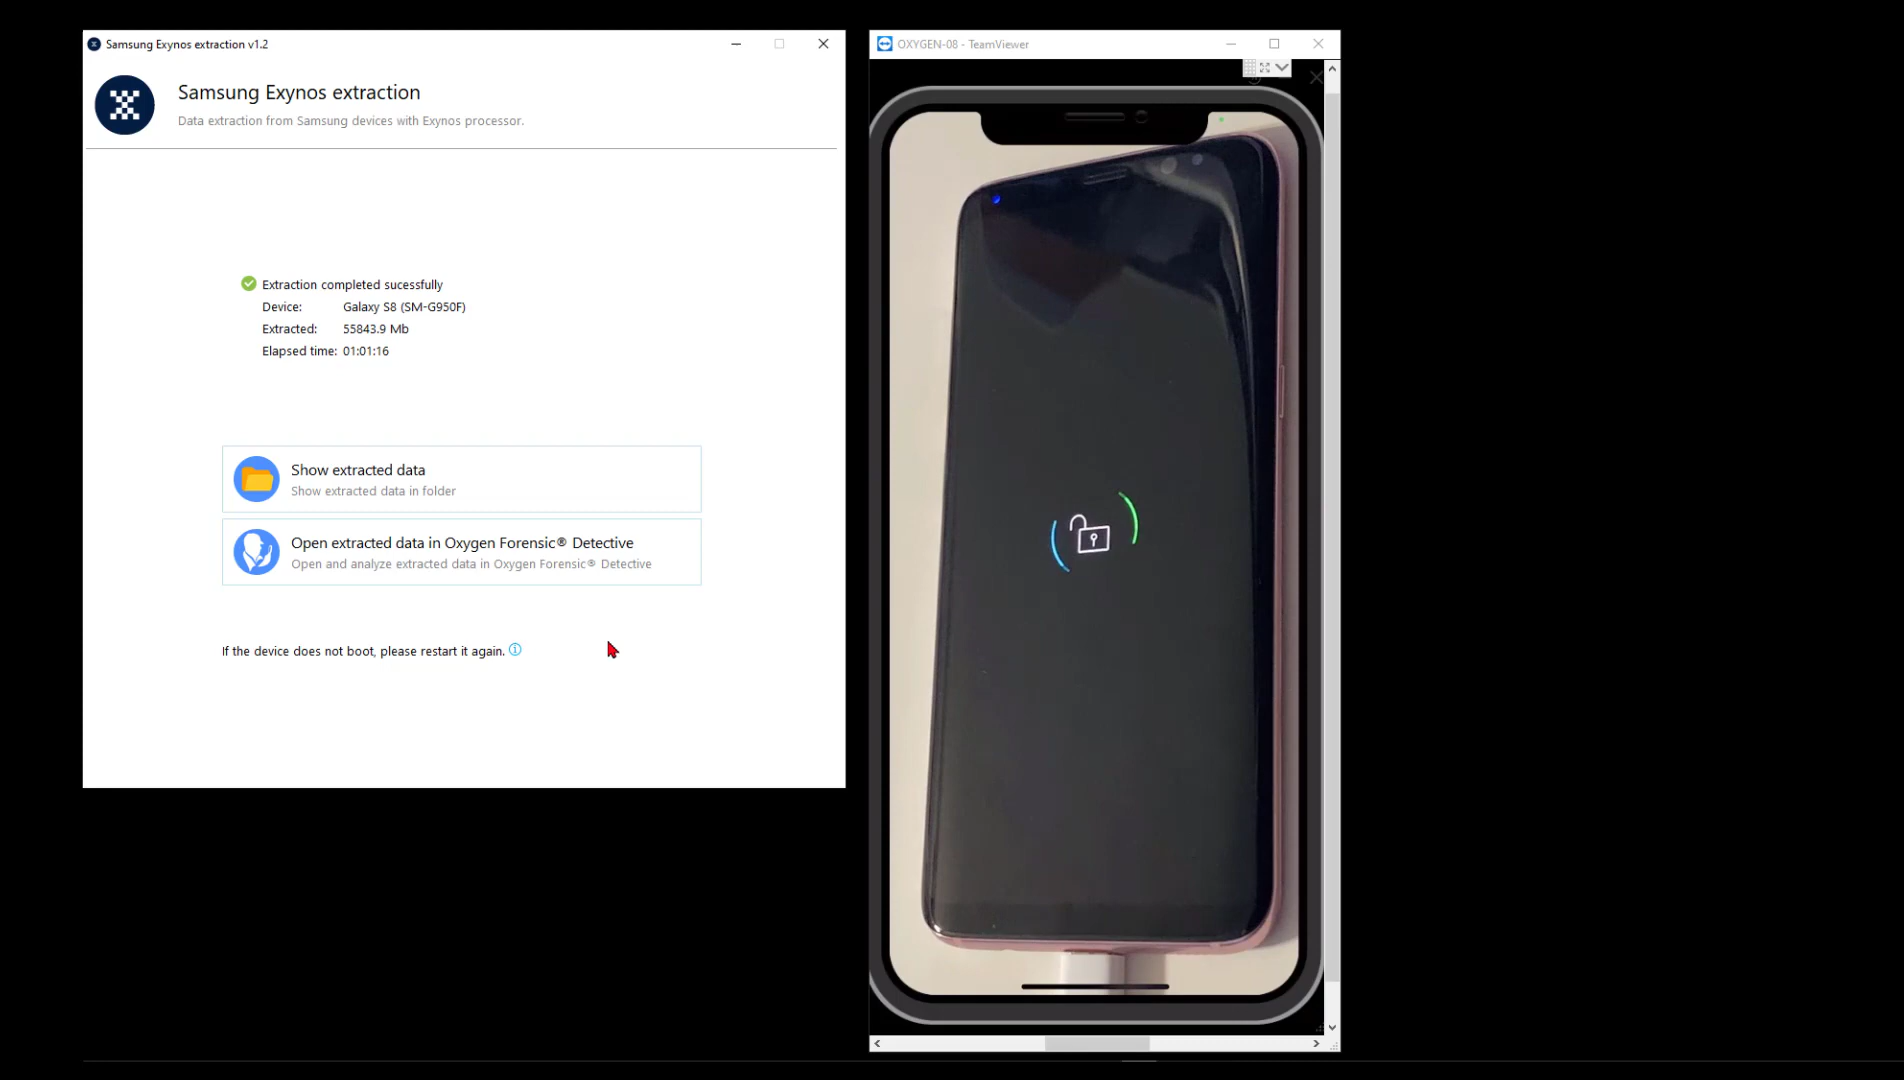 Samsung Exynos extraction v1.2
Samsung Exynos extraction
Data extraction from Samsung devices with Exynos processor.
Extraction completed sucessfully
Device: Galaxy S8 (SM-G950F)
Extracted: 55843.9 Mb
Elapsed time: 01:01:16
Show extracted data
Show extracted data in folder
Open extracted data in Oxygen Forensic® Detective
Open and analyze extracted data in Oxygen Forensic® Detective
If the device does not boot, please restart it again.
OXYGEN-08 - TeamViewer